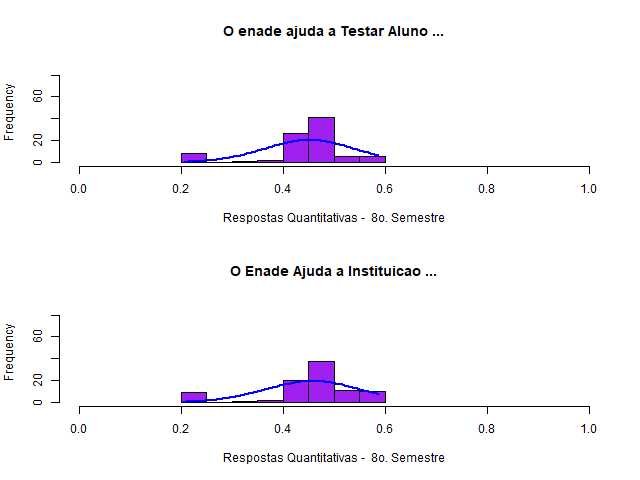 O enade ajuda a Testar Aluno ...
Frequency
60
20
0
0.0 0.2 0.4 0.6 0.8 1.0
Respostas Quantitativas - 8o. Semestre
O Enade Ajuda a Instituicao ...
Frequency
60
20
0
0.0 0.2 0.4 0.6 0.8 1.0
Respostas Quantitativas - 8o. Semestre